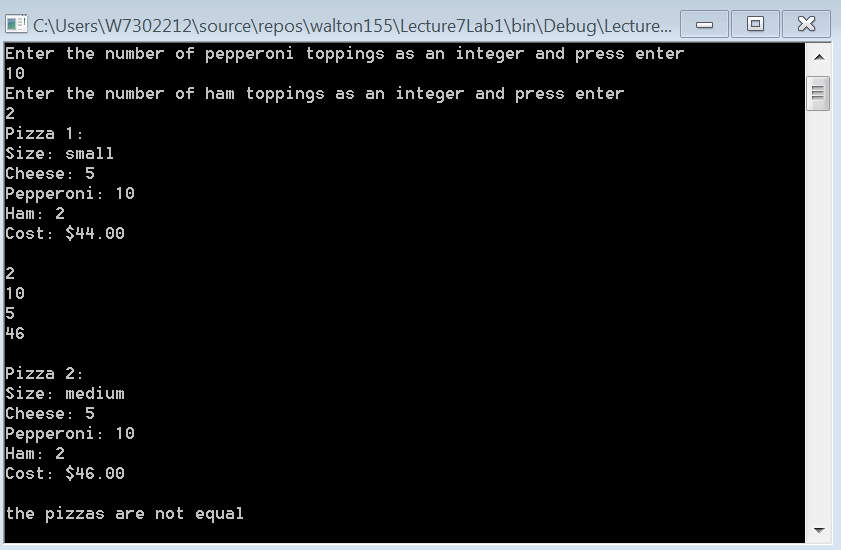 C:\Users\W7302212\source\repos\walton155\Lecture7Lab1\bin\Debug\Lecture...
Enter the number of pepperoni toppings as an integer and press enter
10
Enter the number of ham toppings as an integer and press enter
2
Pizza 1:
Size: small
Cheese: 5
Pepperoni: 10
Ham: 2
Cost: $44.00
2
10
5
46
Pizza 2:
Size: medium
Cheese: 5
Pepperoni: 10
Ham: 2
Cost: $46.00
the pizzas are not equal